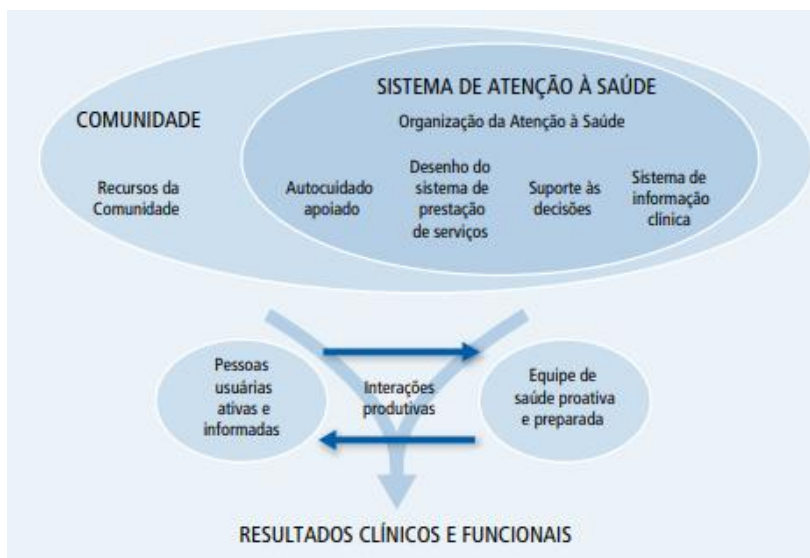 SISTEMA DE ATENÇÃO À SAÚDE
COMUNIDADE
Organização da Atenção à Saúde
Recursos da
Comunidade
Autocuidado
apoiado
Desenho do
sistema de
prestação
de serviços
Suporte às
decisões
Sistema de
informação
clínica
Pessoas
usuárias
ativas e
informadas
Interações
produtivas
Equipe de
saúde proativa
e preparada
RESULTADOS CLÍNICOS E FUNCIONAIS